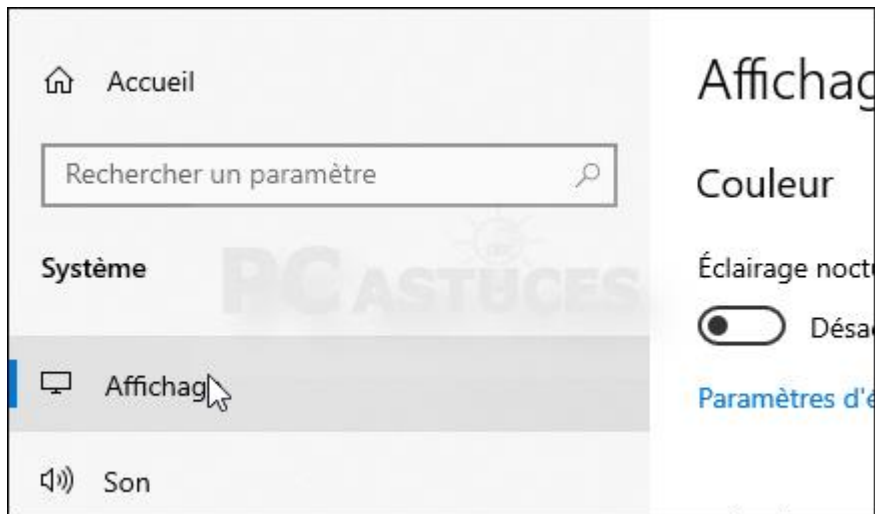 Accueil
Rechercher un paramètre
Système
Affichag
Son
PC ASTUCES
Affichag
Couleur
Éclairage noct
Désa
Paramètres d'é